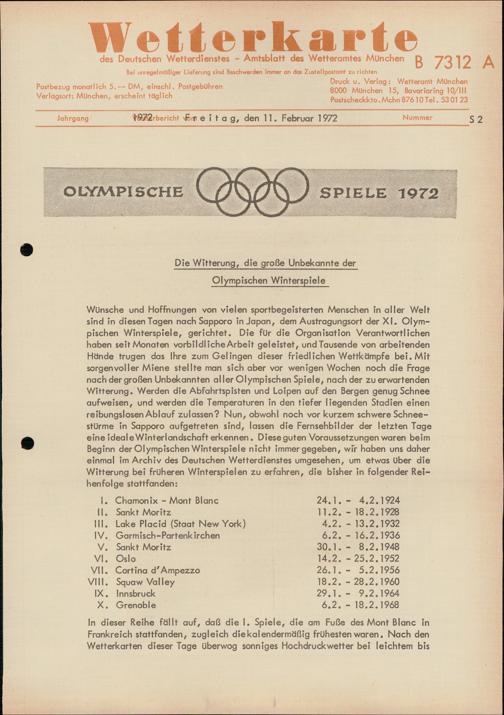 Wetterkarte
des Deutschen Wetterdienstes - Amtsblatt des Wetteramtes München
B 7312 A
Bei unregelmäßiger Lieferung sind Beschwerden immer an das Zustellpostamt zu richten
Postbezug monatlich 5.— DM, einschl. Postgebühren
Verlagsort: München, erscheint täglich
Druck u. Verlag: Wetteramt München
8000 München 15, Bavariaring 10/III
Postscheckkto. Mchn 876 10 Tel. 53 01 23
Jahrgang 1972 Freitag, den 11. Februar 1972 Nummer S 2
OLYMPISCHE SPIELE 1972
Die Witterung, die große Unbekannte der
Olympischen Winterspiele
Wünsche und Hoffnungen von vielen sportbegeisterten Menschen in aller Welt
sind in diesen Tagen nach Sapporo in Japan, dem Austragungsort der XI. Olym-
pischen Winterspiele, gerichtet. Die für die Organisation Verantwortlichen
haben seit Monaten vorbildliche Arbeit geleistet, und Tausende von arbeitenden
Hände trugen das Ihre zum Gelingen dieser friedlichen Wettkämpfe bei. Mit
sorgenvoller Miene stellte man sich aber vor wenigen Wochen noch die Frage
nach der großen Unbekannten aller Olympischen Spiele, nach der zu erwartenden
Witterung. Werden die Abfahrtspisten und Loipen auf den Bergen genug Schnee
aufweisen, und werden die Temperaturen in den tiefer liegenden Stadien einen
reibungslosen Ablauf zulassen? Nun, obwohl noch vor kurzem schwere Schnee-
stürme in Sapporo aufgetreten sind, lassen die Fernsehbilder der letzten Tage
eine ideale Winterlandschaft erkennen. Diese guten Voraussetzungen waren beim
Beginn der Olympischen Winterspiele nicht immer gegeben, wir haben uns daher
einmal im Archiv des Deutschen Wetterdienstes umgesehen, um etwas über die
Witterung bei früheren Winterspielen zu erfahren, die bisher in folgender Rei-
henfolge stattfanden:
I. Chamonix - Mont Blanc 24.1. - 4.2.1924
II. Sankt Moritz 11.2. - 18.2.1928
III. Lake Placid (Staat New York) 4.2. - 13.2.1932
IV. Garmisch-Partenkirchen 6.2. - 16.2.1936
V. Sankt Moritz 30.1. - 8.2.1948
VI. Oslo 14.2. - 25.2.1952
VII. Cortina d'Ampezzo 26.1. - 5.2.1956
VIII. Squaw Valley 18.2. - 28.2.1960
IX. Innsbruck 29.1. - 9.2.1964
X. Grenoble 6.2. - 18.2.1968
In dieser Reihe fällt auf, daß die I. Spiele, die am Fuße des Mont Blanc in
Frankreich stattfanden, zugleich die kalendermäßig frühesten waren. Nach den
Wetterkarten dieser Tage überwog sonniges Hochdruckwetter bei leichtem bis